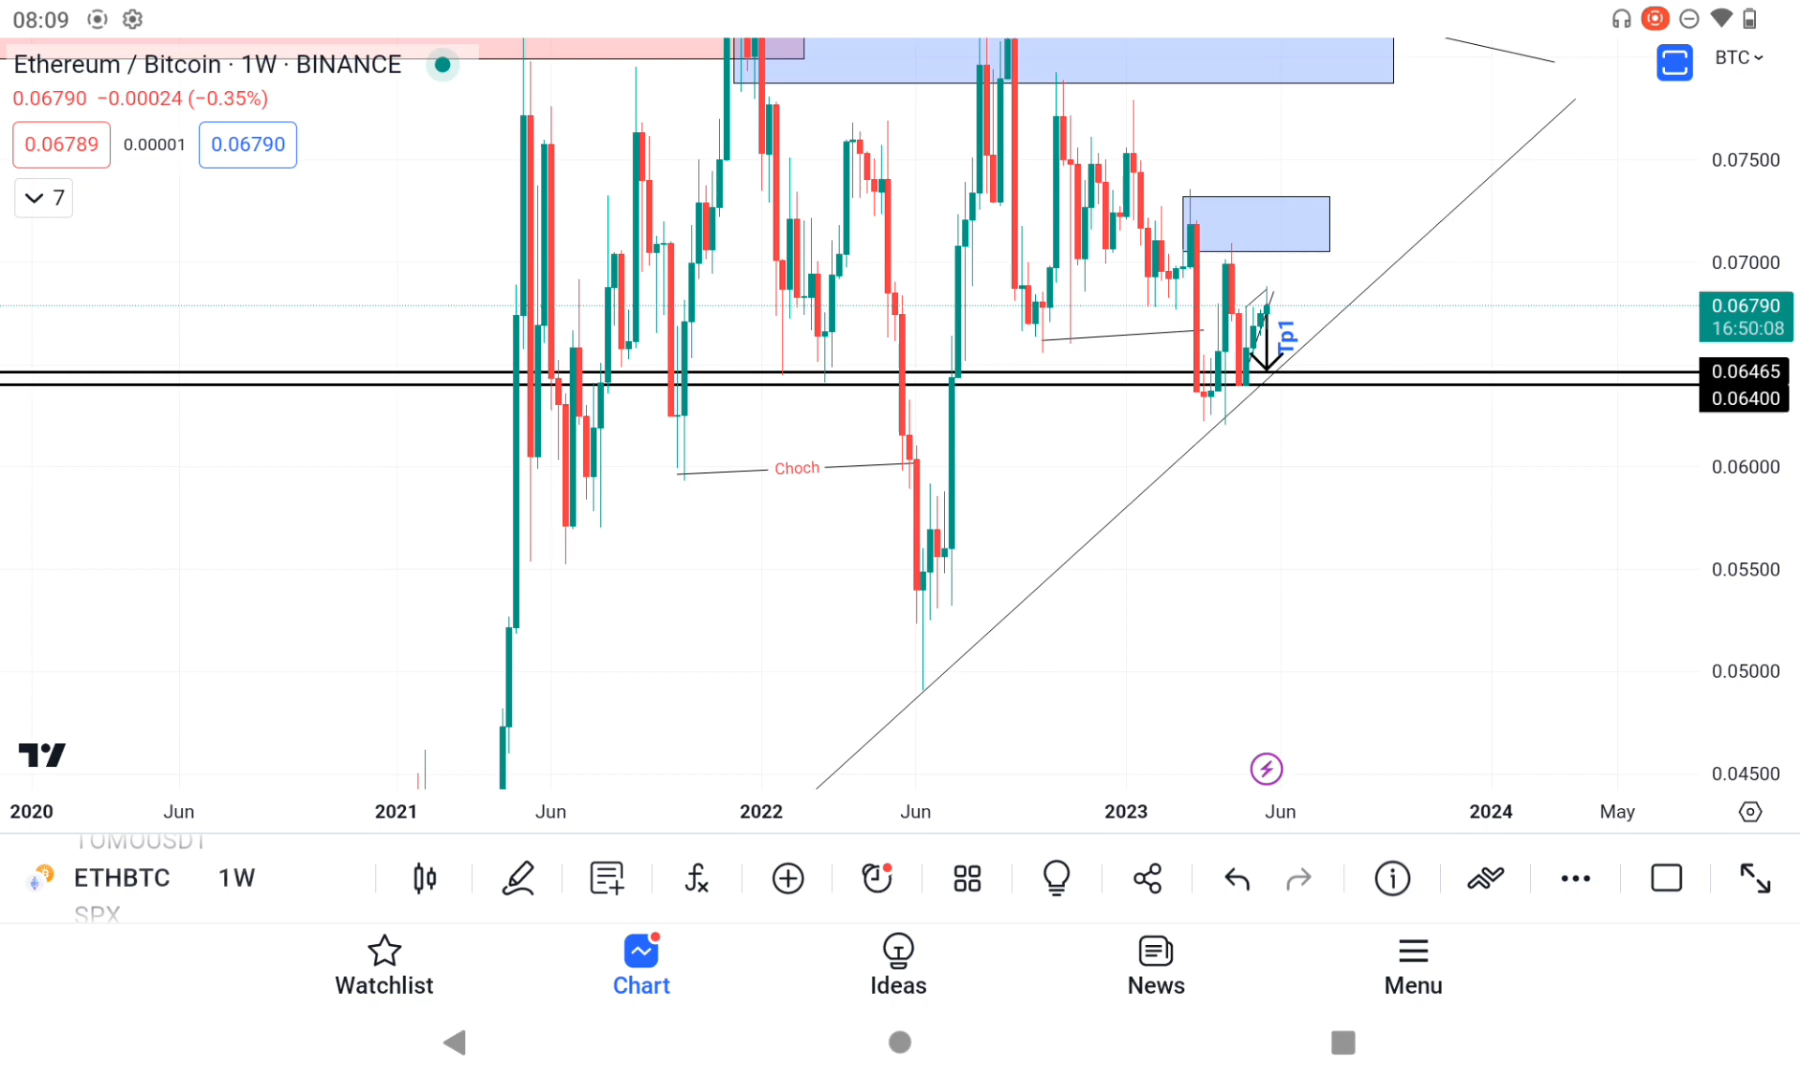 08:09
Ethereum / Bitcoin · 1W · BINANCE
BTC
0.06790 −0.00024 (−0.35%)
0.06789 0.00001 0.06790
7
0.07500
0.07000
0.06790
16:50:08
Tp1
0.06465
0.06400
Choch
0.06000
0.05500
0.05000
0.04500
2020 Jun 2021 Jun 2022 Jun 2023 Jun 2024 May
TOMOUSDT
ETHBTC 1W
SPX
Watchlist Chart Ideas News Menu